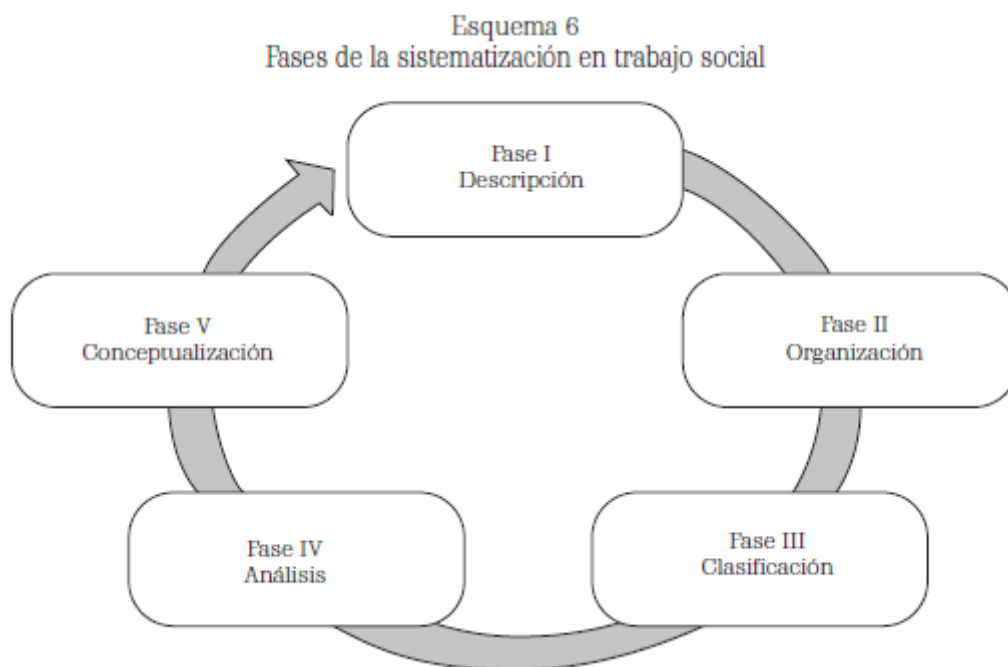 Esquema 6
Fases de la sistematización en trabajo social
Fase I
Descripción
Fase II
Organización
Fase III
Clasificación
Fase IV
Análisis
Fase V
Conceptualización